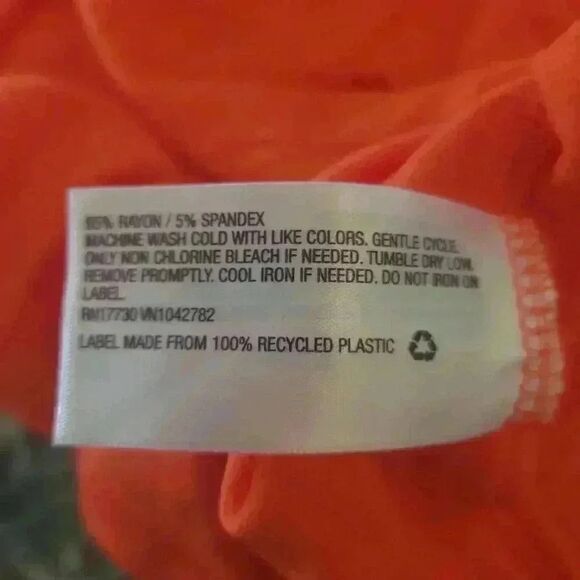 95% RAYON / 5% SPANDEX
MACHINE WASH COLD WITH LIKE COLORS. GENTLE CYCLE.
ONLY NON CHLORINE BLEACH IF NEEDED. TUMBLE DRY LOW.
REMOVE PROMPTLY. COOL IRON IF NEEDED. DO NOT IRON ON
LABEL.
RN17730 VN1042782
LABEL MADE FROM 100% RECYCLED PLASTIC